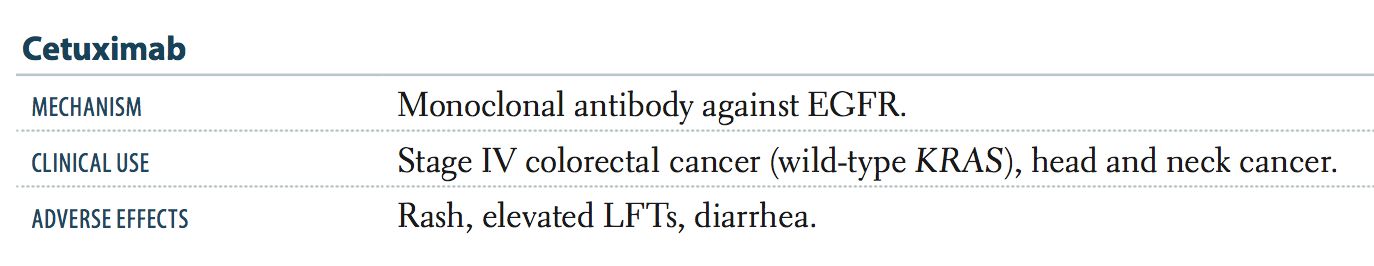 Cetuximab
MECHANISM Monoclonal antibody against EGFR.
CLINICAL USE Stage IV colorectal cancer (wild-type KRAS), head and neck cancer.
ADVERSE EFFECTS Rash, elevated LFTs, diarrhea.